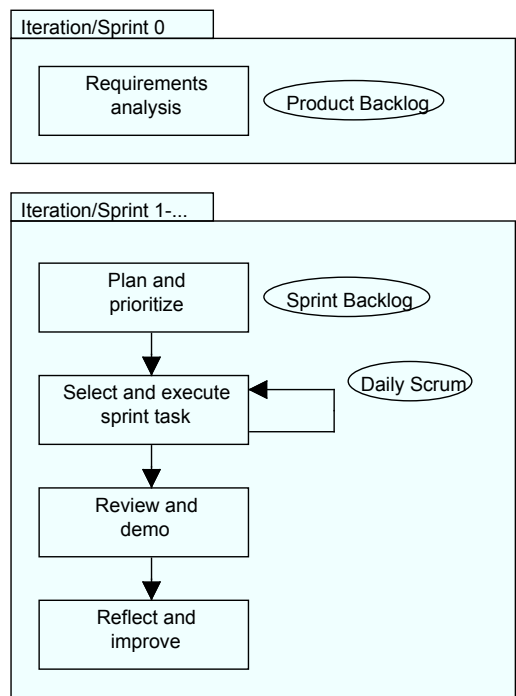 Iteration/Sprint 0
Requirements
analysis
Product Backlog
Iteration/Sprint 1-...
Plan and
prioritize
Sprint Backlog
Select and execute
sprint task
Daily Scrum
Review and
demo
Reflect and
improve